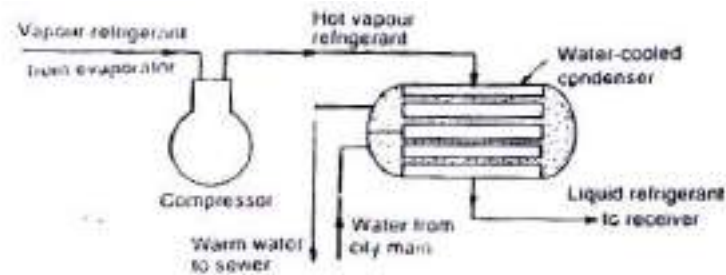 Vapour refrigerant
from evaporator
Hot vapour
refrigerant
Water-cooled
condenser
Compressor
Warm water
to sewer
Water from
city main
Liquid refrigerant
to receiver